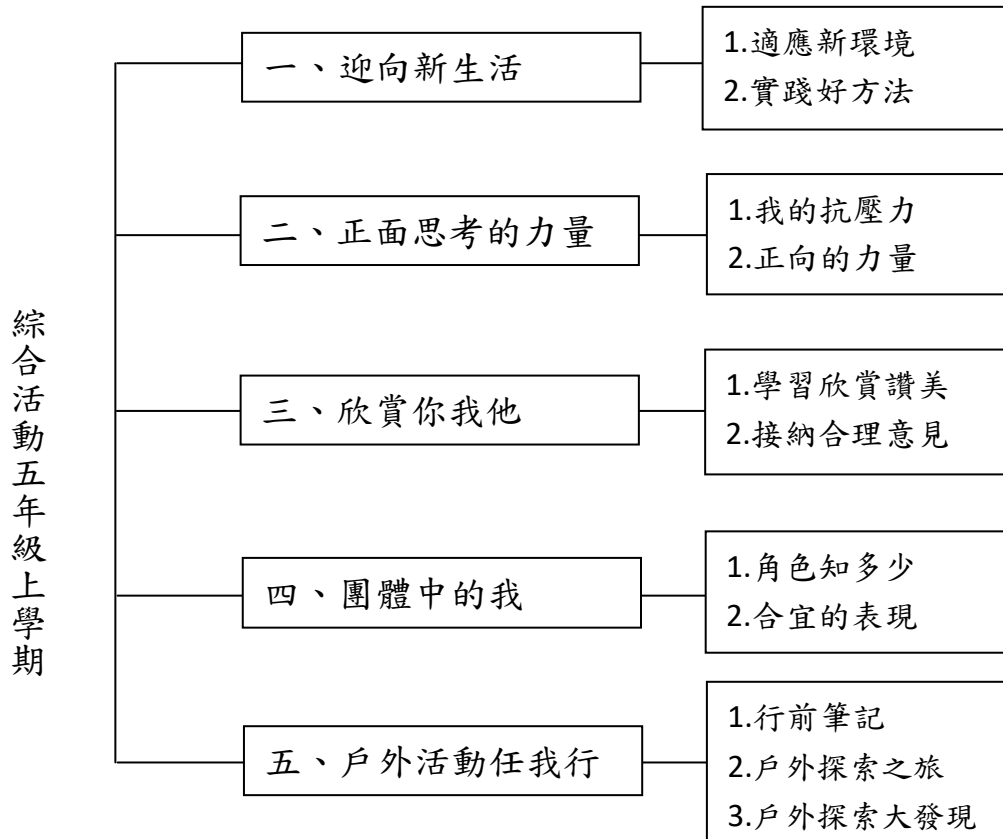 綜合活動五年級上學期
一、迎向新生活
1.適應新環境
2.實踐好方法
二、正面思考的力量
1.我的抗壓力
2.正向的力量
三、欣賞你我他
1.學習欣賞讚美
2.接納合理意見
四、團體中的我
1.角色知多少
2.合宜的表現
五、戶外活動任我行
1.行前筆記
2.戶外探索之旅
3.戶外探索大發現